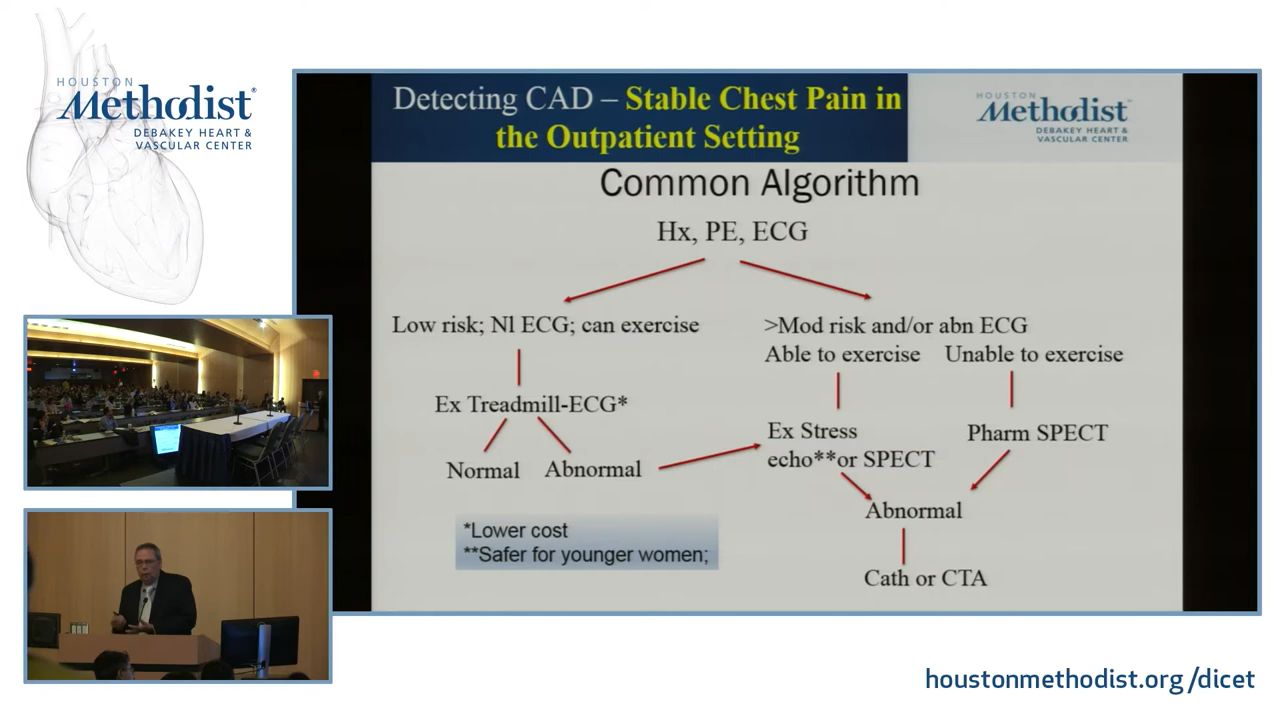 HOUSTON
Methodist®
DEBAKEY HEART &
VASCULAR CENTER
Detecting CAD – Stable Chest Pain in
the Outpatient Setting
HOUSTON
Methodist
DEBAKEY HEART &
VASCULAR CENTER
Common Algorithm
Hx, PE, ECG
Low risk; Nl ECG; can exercise
>Mod risk and/or abn ECG
Able to exercise Unable to exercise
Ex Treadmill-ECG*
Ex Stress
echo**or SPECT
Pharm SPECT
Normal Abnormal
Abnormal
*Lower cost
**Safer for younger women;
Cath or CTA
houstonmethodist.org/dicet